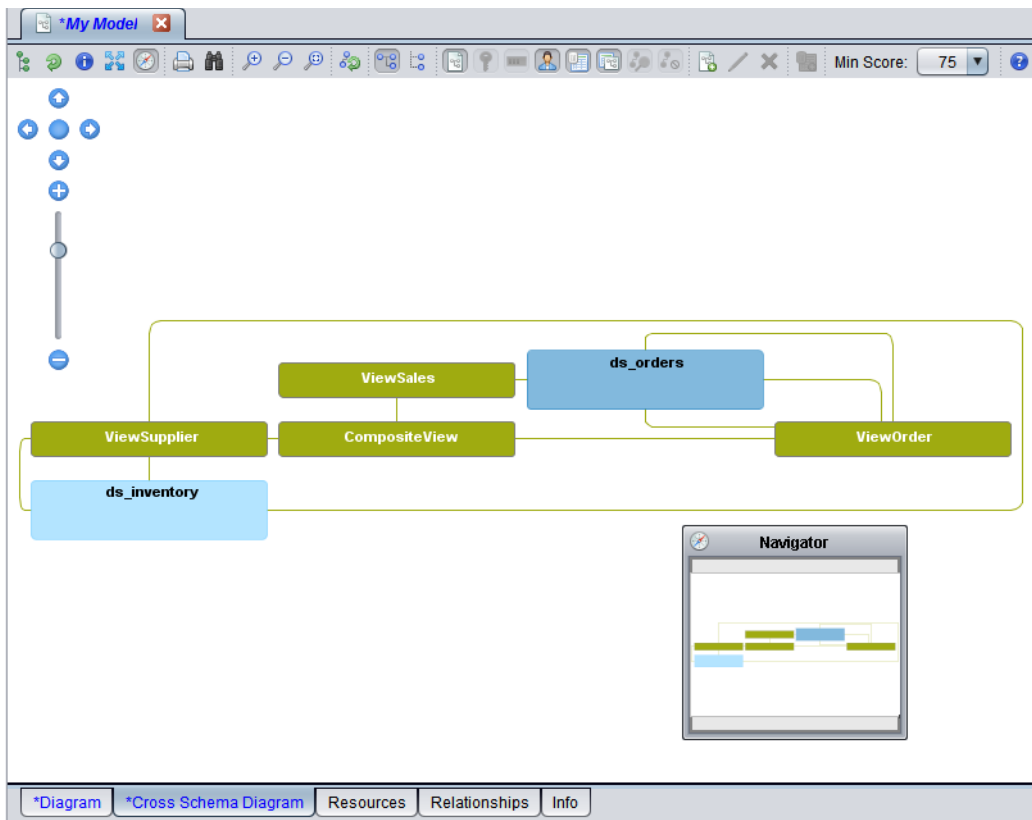 *My Model
Min Score: 75
ds_orders
ViewSales
ViewSupplier
CompositeView
ViewOrder
ds_inventory
Navigator
*Diagram *Cross Schema Diagram Resources Relationships Info